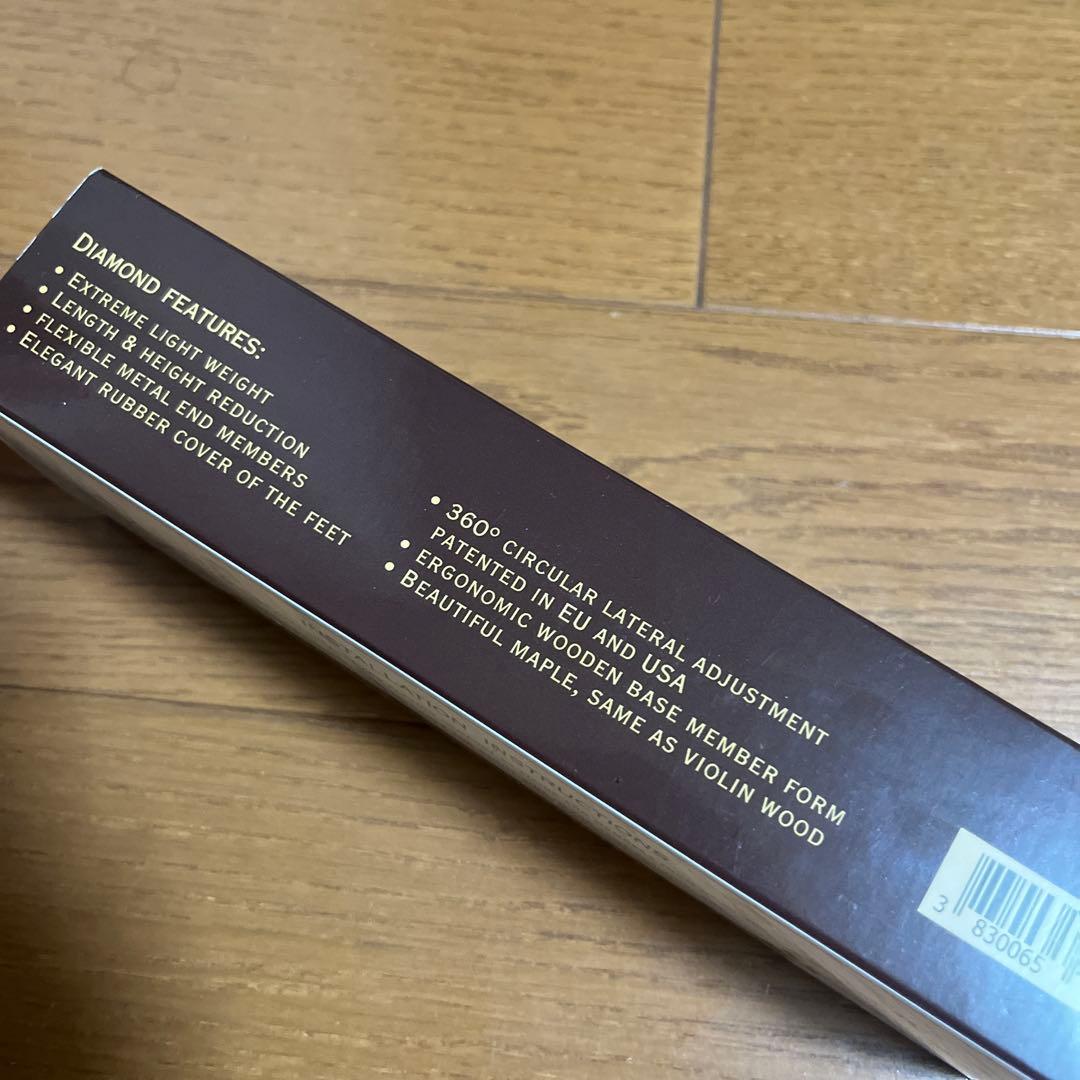 DIAMOND FEATURES:
• EXTREME LIGHT WEIGHT
• LENGTH & HEIGHT REDUCTION
• FLEXIBLE METAL END MEMBERS
• ELEGANT RUBBER COVER OF THE FEET
• 360° CIRCULAR LATERAL ADJUSTMENT
PATENTED IN EU AND USA
• ERGONOMIC WOODEN BASE MEMBER FORM
• BEAUTIFUL MAPLE, SAME AS VIOLIN WOOD
INSTALLATION INSTRUCTIONS
3 830065